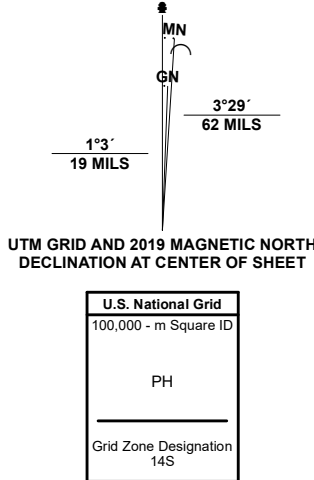 MN
GN
3°29´
62 MILS
1°3´
19 MILS
UTM GRID AND 2019 MAGNETIC NORTH
DECLINATION AT CENTER OF SHEET
U.S. National Grid
100,000 - m Square ID
PH
Grid Zone Designation
14S